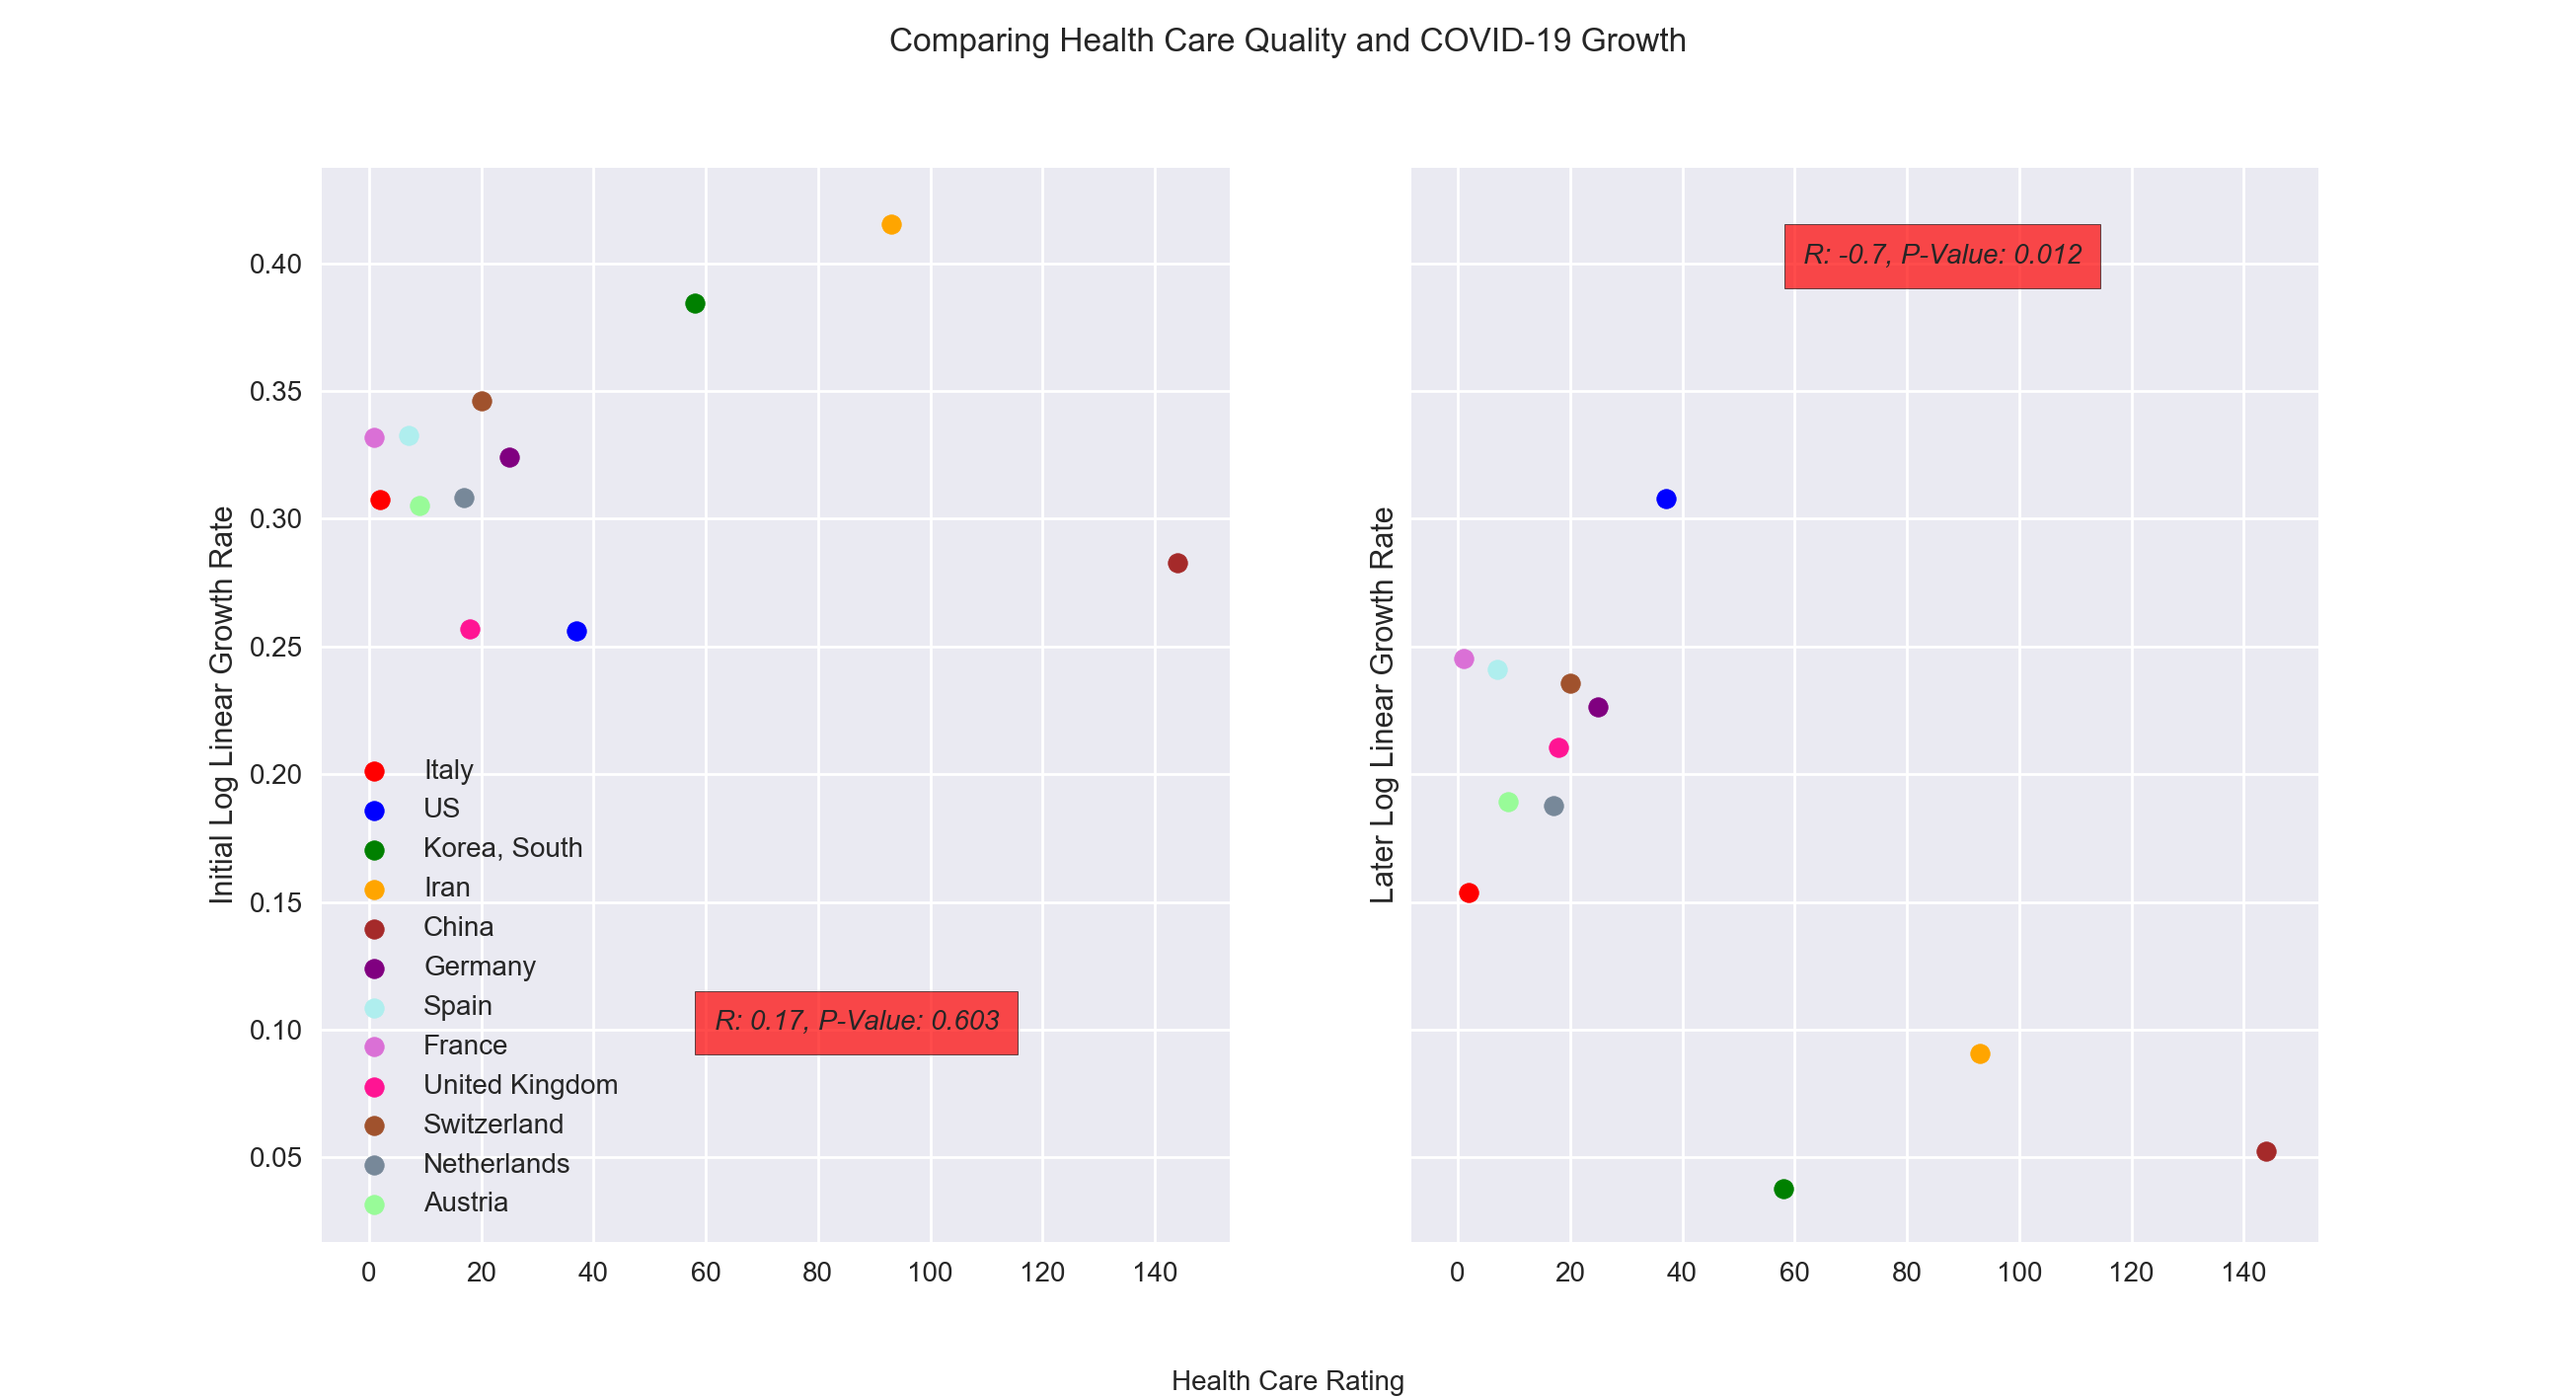 Comparing Health Care Quality and COVID-19 Growth
Initial Log Linear Growth Rate
0.40
0.35
0.30
0.25
0.20
0.15
0.10
0.05
Italy
US
Korea, South
Iran
China
Germany
Spain
France
United Kingdom
Switzerland
Netherlands
Austria
R: 0.17, P-Value: 0.603
0 20 40 60 80 100 120 140
Later Log Linear Growth Rate
R: -0.7, P-Value: 0.012
0 20 40 60 80 100 120 140
Health Care Rating